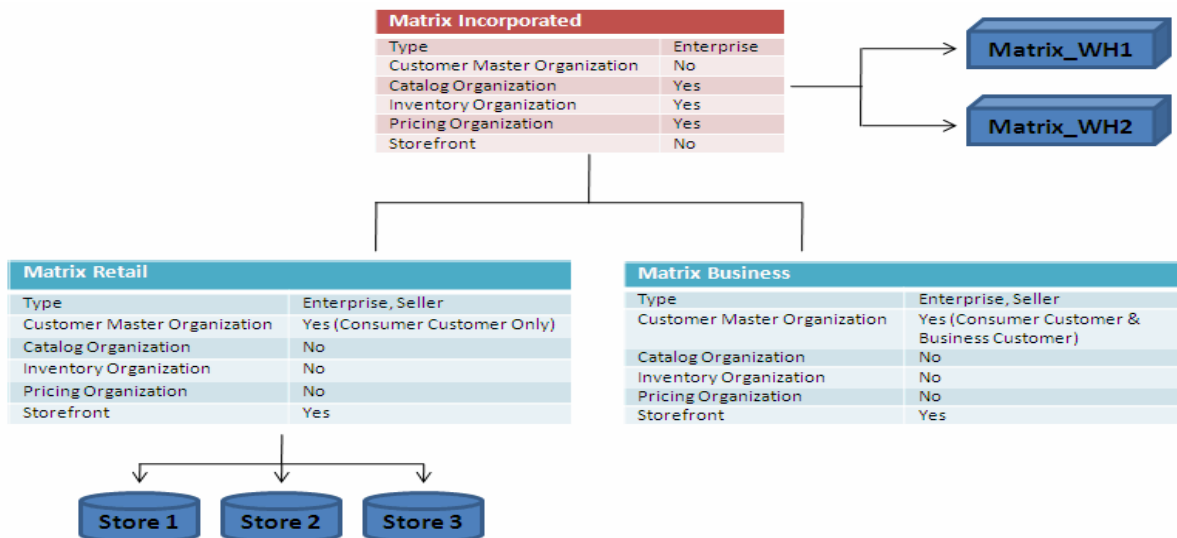 Matrix Incorporated
Type Enterprise
Customer Master Organization No
Catalog Organization Yes
Inventory Organization Yes
Pricing Organization Yes
Storefront No
Matrix_WH1
Matrix_WH2
Matrix Retail
Type Enterprise, Seller
Customer Master Organization Yes (Consumer Customer Only)
Catalog Organization No
Inventory Organization No
Pricing Organization No
Storefront Yes
Matrix Business
Type Enterprise, Seller
Customer Master Organization Yes (Consumer Customer &
Business Customer)
Catalog Organization No
Inventory Organization No
Pricing Organization No
Storefront Yes
Store 1
Store 2
Store 3